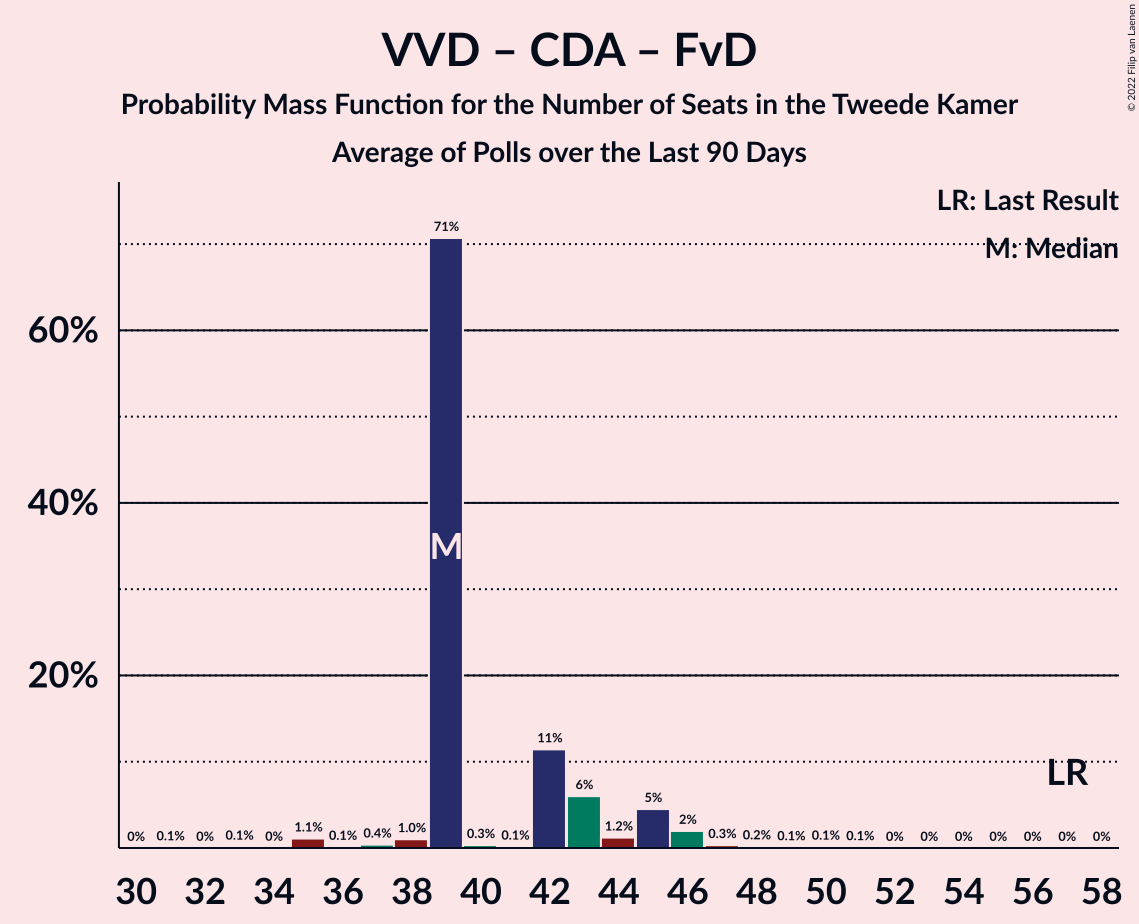 VVD – CDA – FvD
Probability Mass Function for the Number of Seats in the Tweede Kamer
Average of Polls over the Last 90 Days
© 2022 Filip van Laenen
LR: Last Result
M: Median
60%
40%
20%
71%
M
LR
0% 0.1% 0% 0.1% 0% 1.1% 0.1% 0.4% 1.0% 0.3% 0.1% 11% 6% 1.2% 5% 2% 0.3% 0.2% 0.1% 0.1% 0.1% 0% 0% 0% 0% 0% 0% 0%
30 32 34 36 38 40 42 44 46 48 50 52 54 56 58